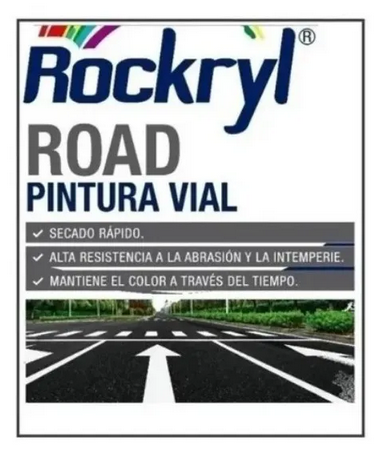 Rockryl®
ROAD
PINTURA VIAL
✓ SECADO RÁPIDO.
✓ ALTA RESISTENCIA A LA ABRASIÓN Y LA INTEMPERIE.
✓ MANTIENE EL COLOR A TRAVÉS DEL TIEMPO.